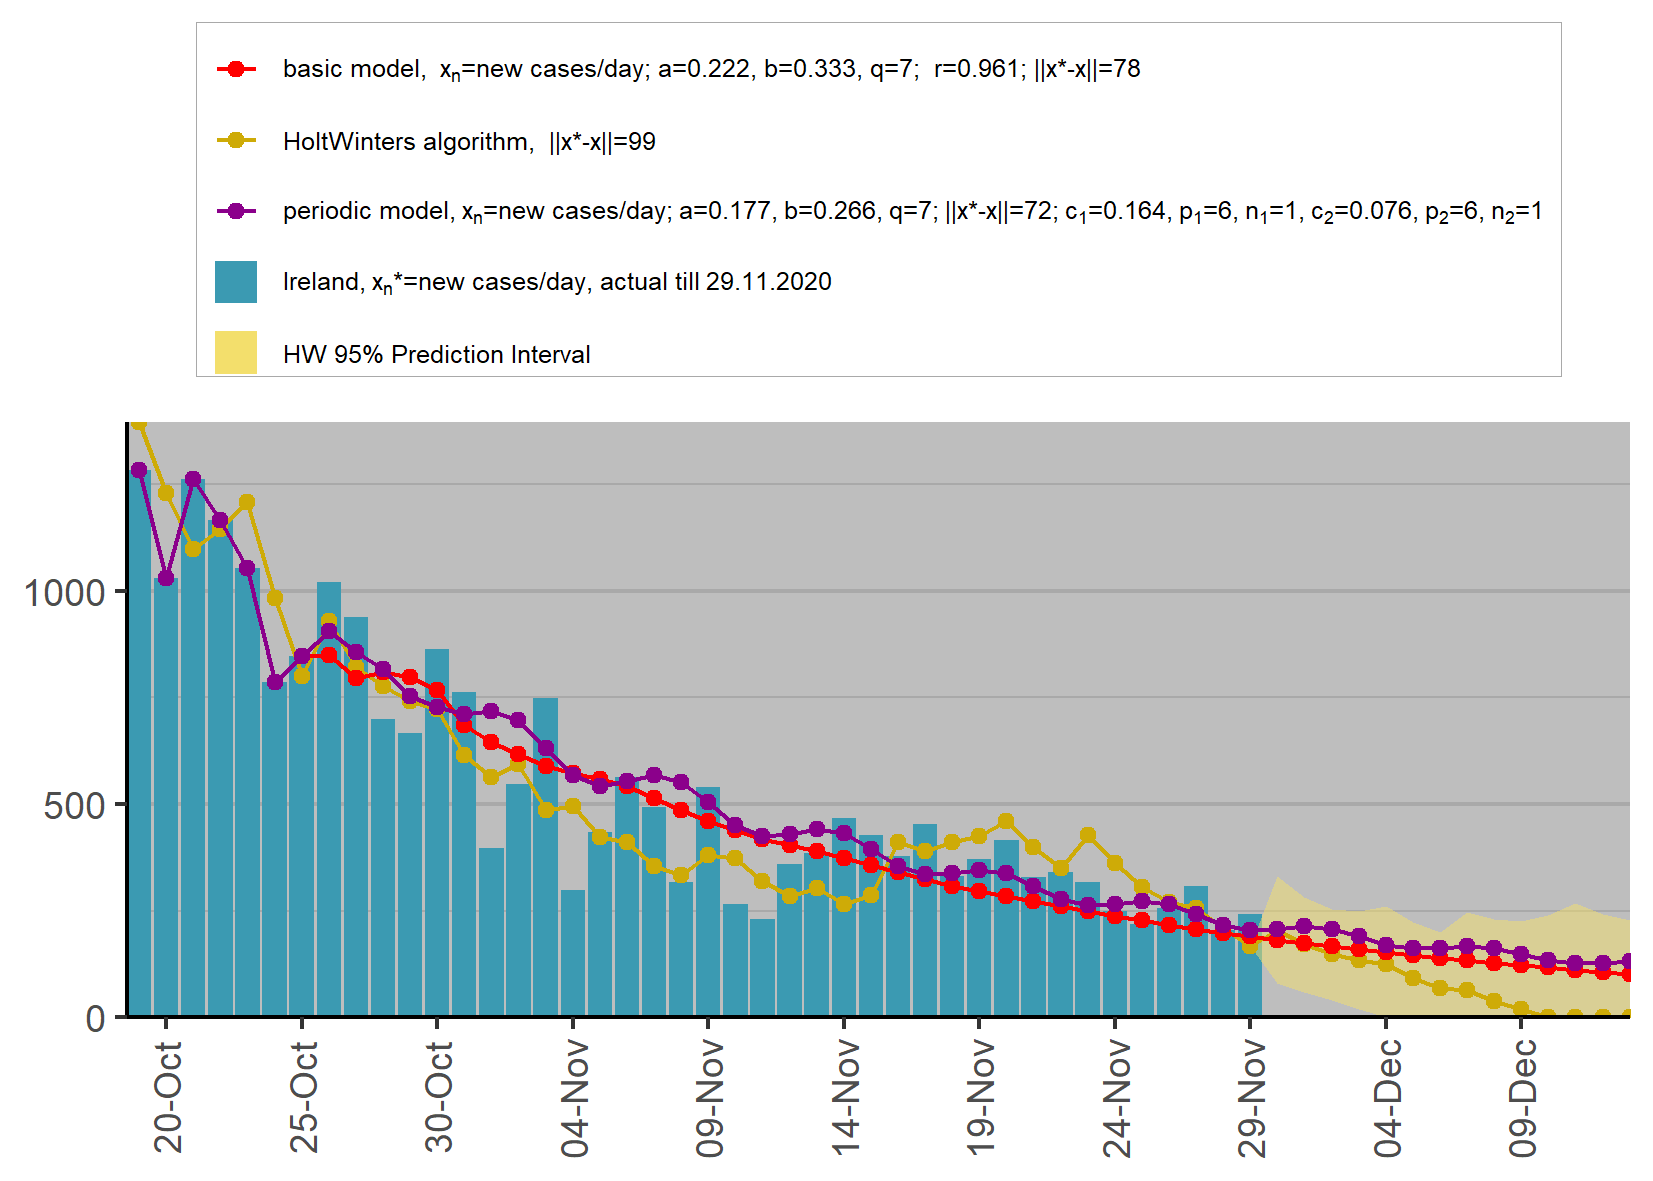 basic model, xₙ=new cases/day; a=0.222, b=0.333, q=7; r=0.961; ||x*-x||=78
HoltWinters algorithm, ||x*-x||=99
periodic model, xₙ=new cases/day; a=0.177, b=0.266, q=7; ||x*-x||=72; c₁=0.164, p₁=6, n₁=1, c₂=0.076, p₂=6, n₂=1
Ireland, xₙ*=new cases/day, actual till 29.11.2020
HW 95% Prediction Interval
1000
500
0
20-Oct
25-Oct
30-Oct
04-Nov
09-Nov
14-Nov
19-Nov
24-Nov
29-Nov
04-Dec
09-Dec